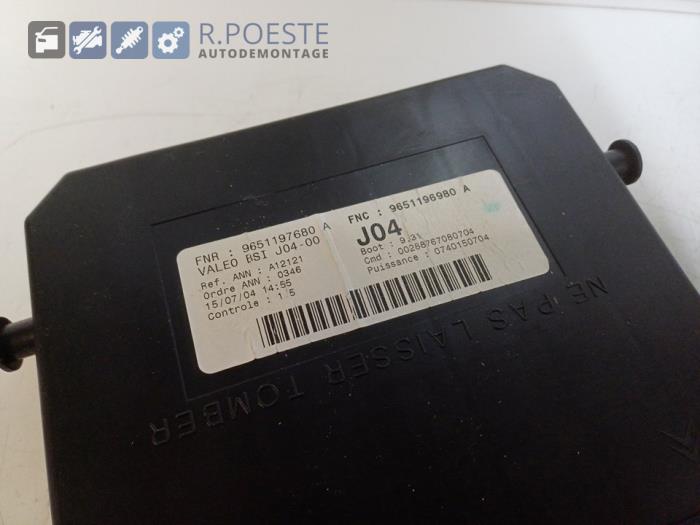 R.POESTE
AUTODEMONTAGE
FNR : 9651197680 A
FNC : 9651196980 A
VALEO BSI J04-00
J04
Ref. ANN : A12121
Boot : 9.31
Ordre ANN : 0346
Cmd : 00288767080704
15/07/04 14:55
Puissance : 0740150704
Controle : 1 5
NE PAS LAISSER TOMBER